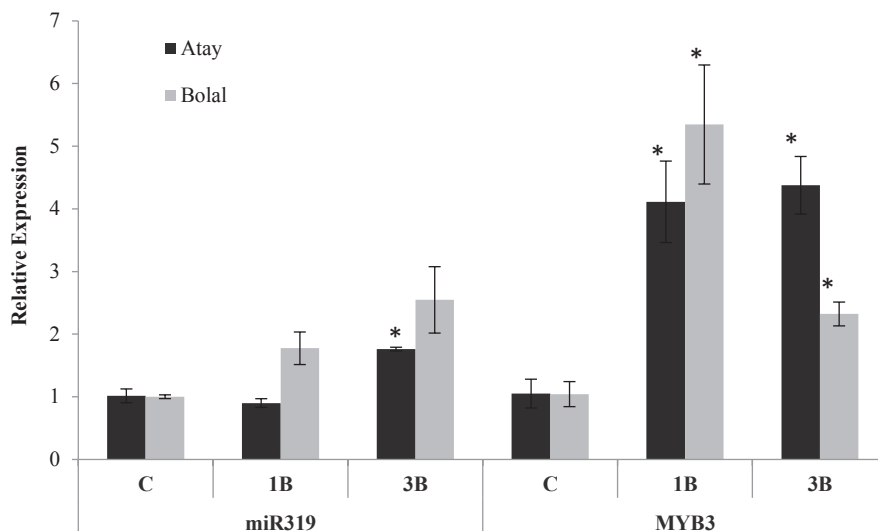 7
6
5
4
3
2
1
0
Relative Expression
Atay
Bolal
*
*
*
*
*
C 1B 3B C 1B 3B
miR319 MYB3